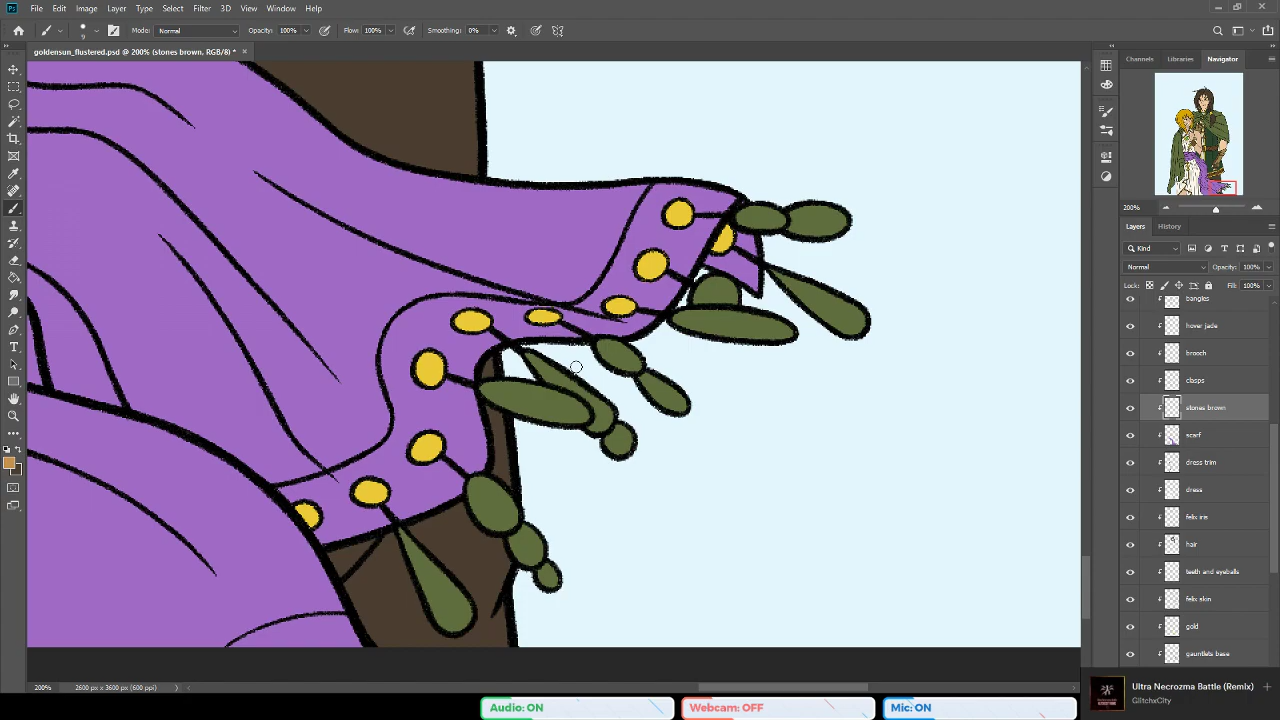 File Edit Image Layer Type Select Filter 3D View Window Help
9 Mode: Normal Opacity: 100% Flow: 100% Smoothing: 0%
goldensun_flustered.psd @ 200% (stones brown, RGB/8) *
Channels Libraries Navigator
200%
Layers History
Kind
Normal Opacity: 100%
Lock: Fill: 100%
bangles
hover jade
brooch
clasps
stones brown
scarf
dress trim
dress
felix iris
hair
teeth and eyeballs
felix skin
gold
gauntlets base
200% 2600 px x 3600 px (600 ppi)
Audio: ON Webcam: OFF Mic: ON
Ultra Necrozma Battle (Remix)
GlitchxCity